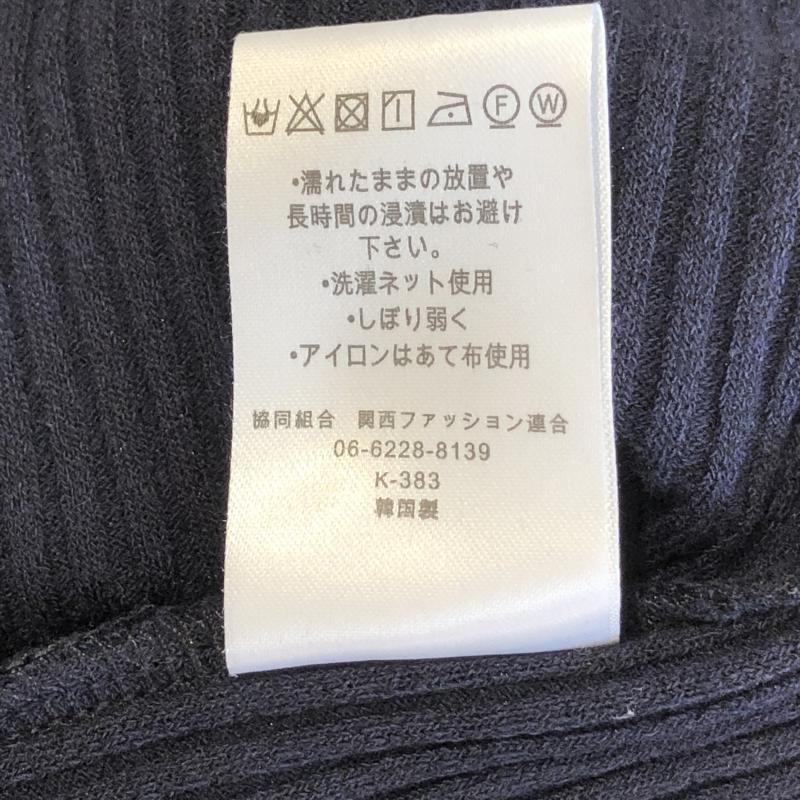 F W
•濡れたままの放置や
長時間の浸漬はお避け
下さい。
•洗濯ネット使用
•しぼり弱く
•アイロンはあて布使用
協同組合 関西ファッション連合
06-6228-8139
K-383
韓国製